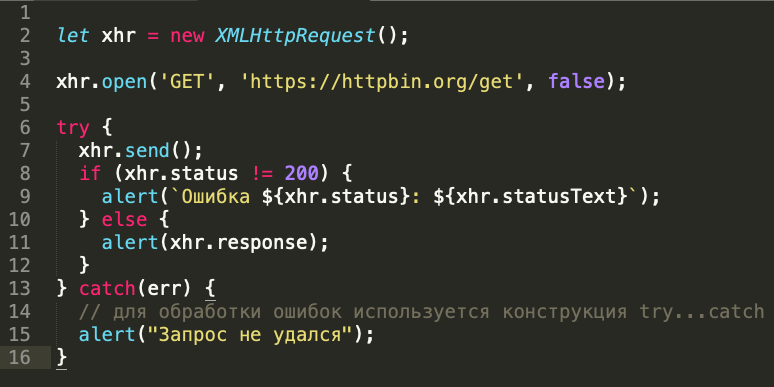 1
2 let xhr = new XMLHttpRequest();
3
4 xhr.open('GET', 'https://httpbin.org/get', false);
5
6 try {
7   xhr.send();
8   if (xhr.status != 200) {
9     alert(`Ошибка ${xhr.status}: ${xhr.statusText}`);
10   } else {
11     alert(xhr.response);
12   }
13 } catch(err) {
14   // для обработки ошибок используется конструкция try...catch
15   alert("Запрос не удался");
16 }